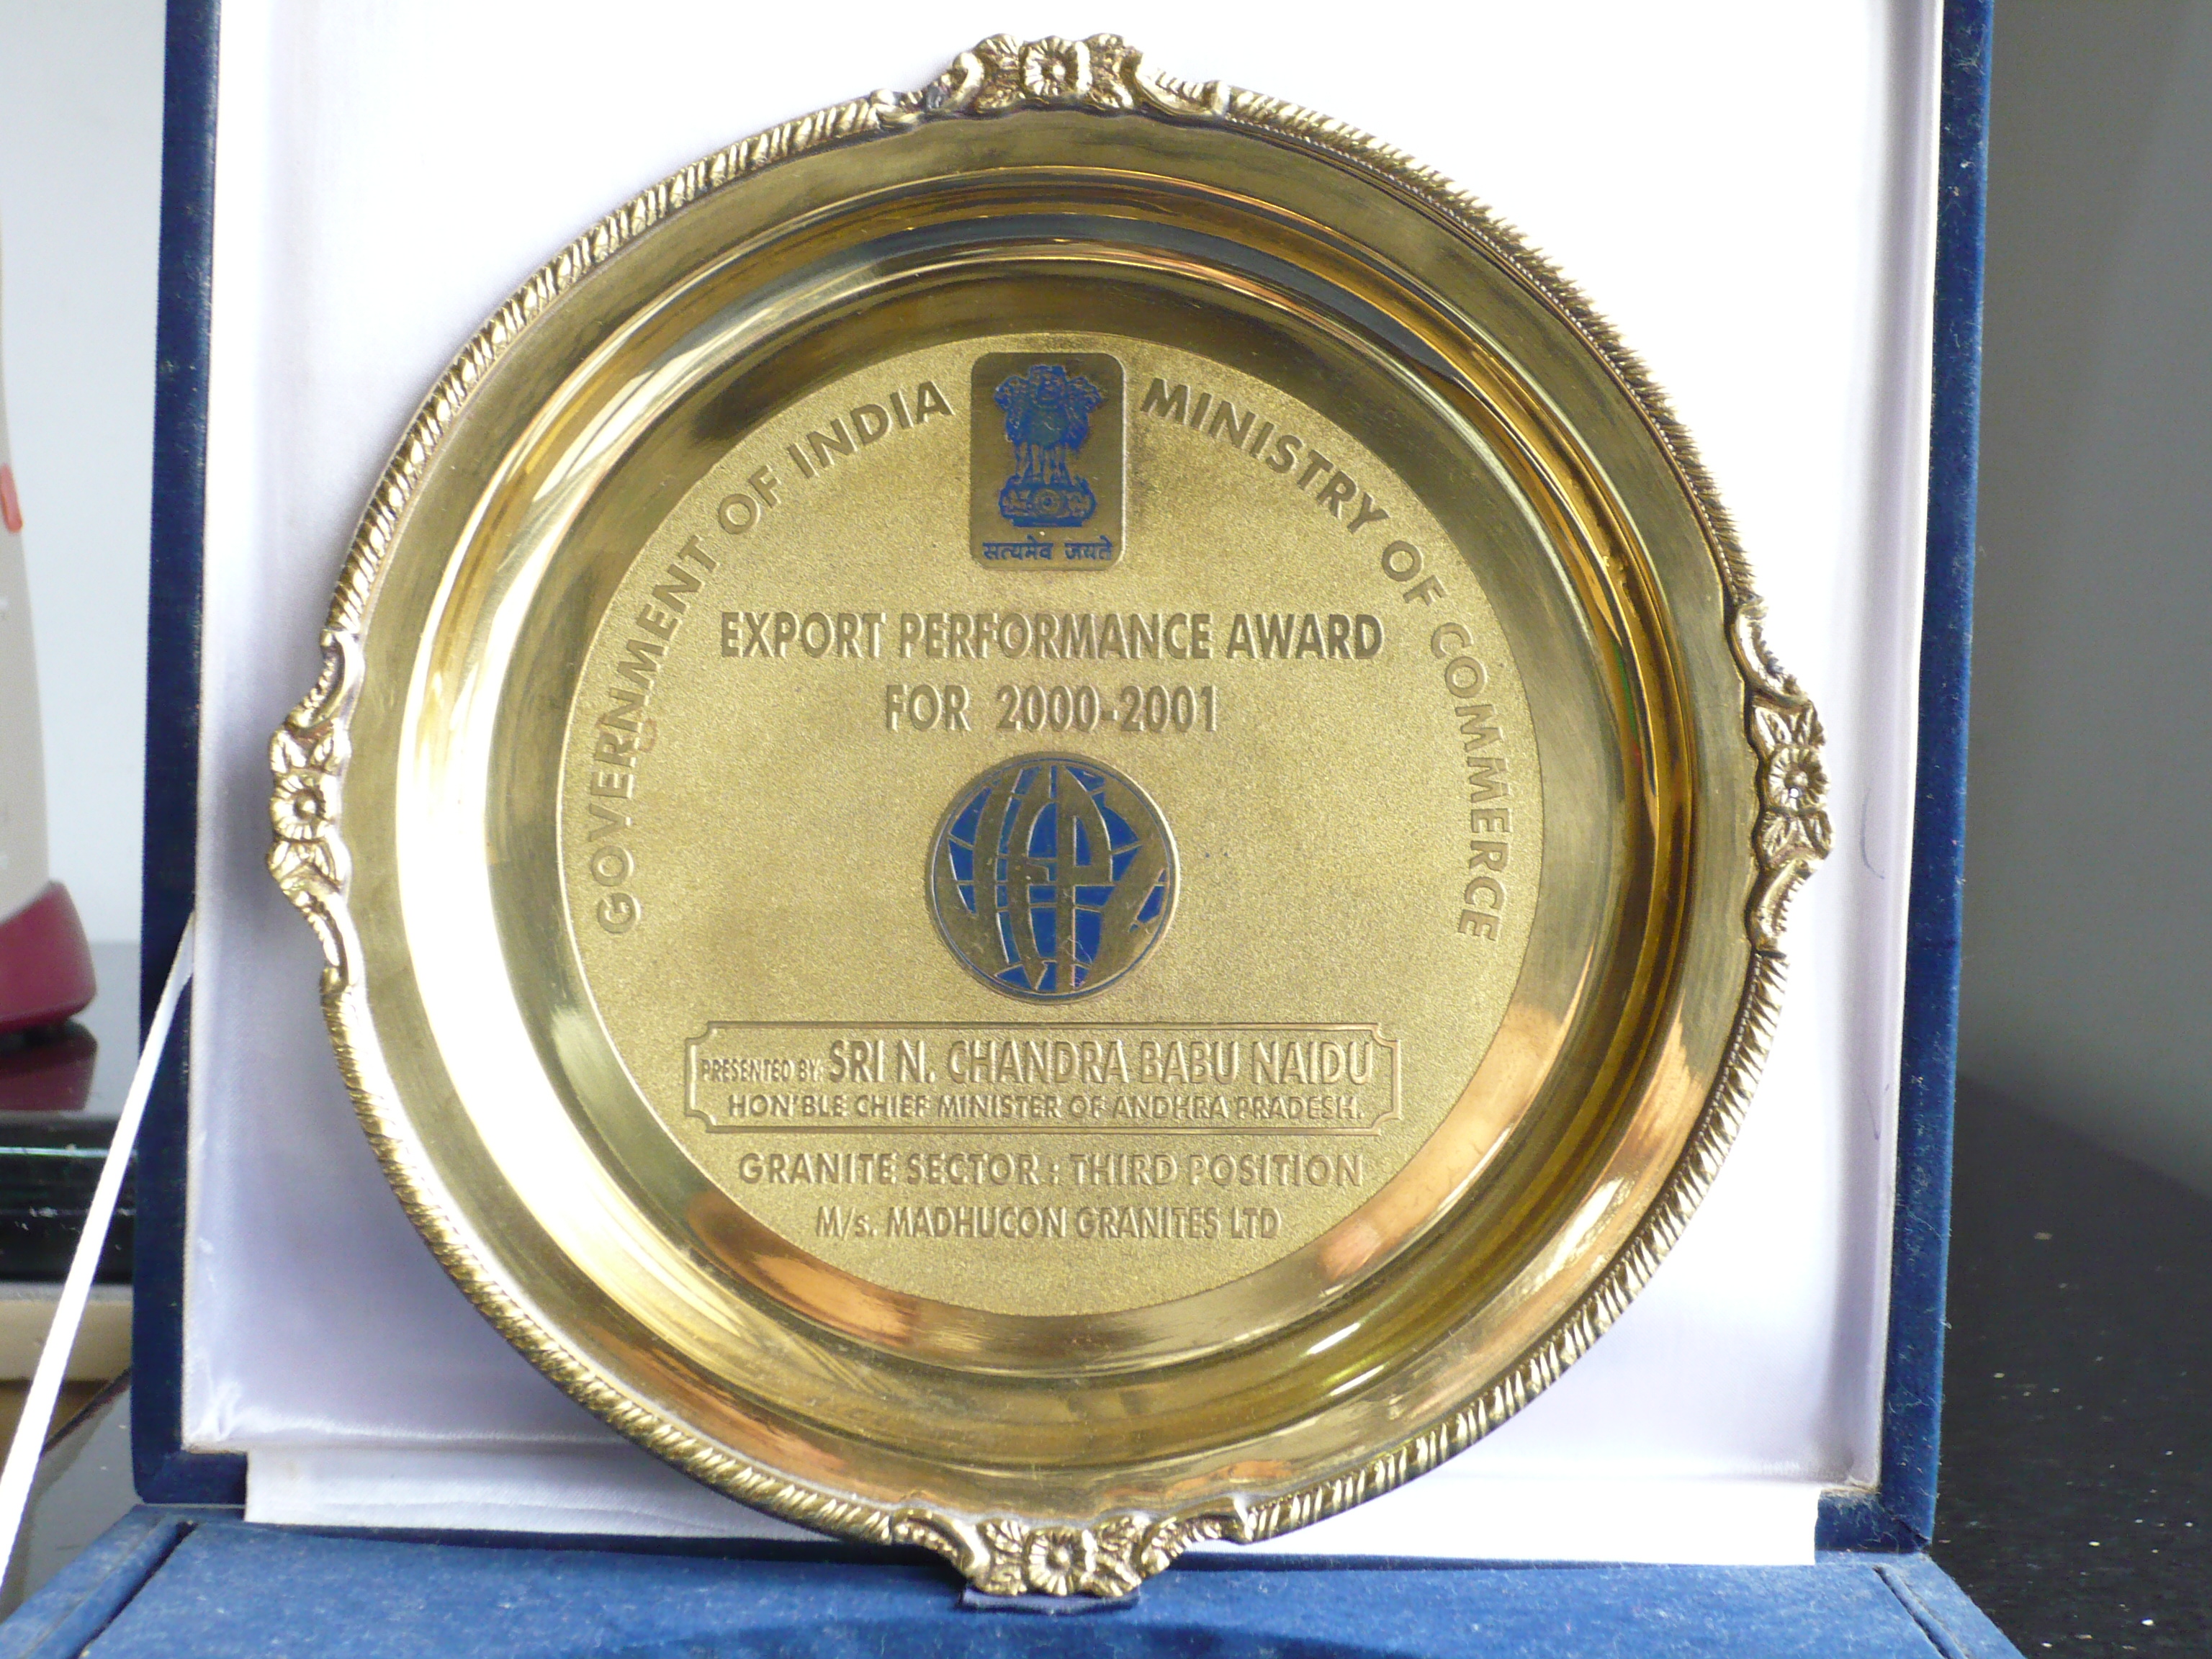 GOVERNMENT OF INDIA
MINISTRY OF COMMERCE
सत्यमेव जयते
EXPORT PERFORMANCE AWARD
FOR 2000-2001
PRESENTED BY: SRI N. CHANDRA BABU NAIDU
HON'BLE CHIEF MINISTER OF ANDHRA PRADESH.
GRANITE SECTOR : THIRD POSITION
M/s. MADHUCON GRANITES LTD